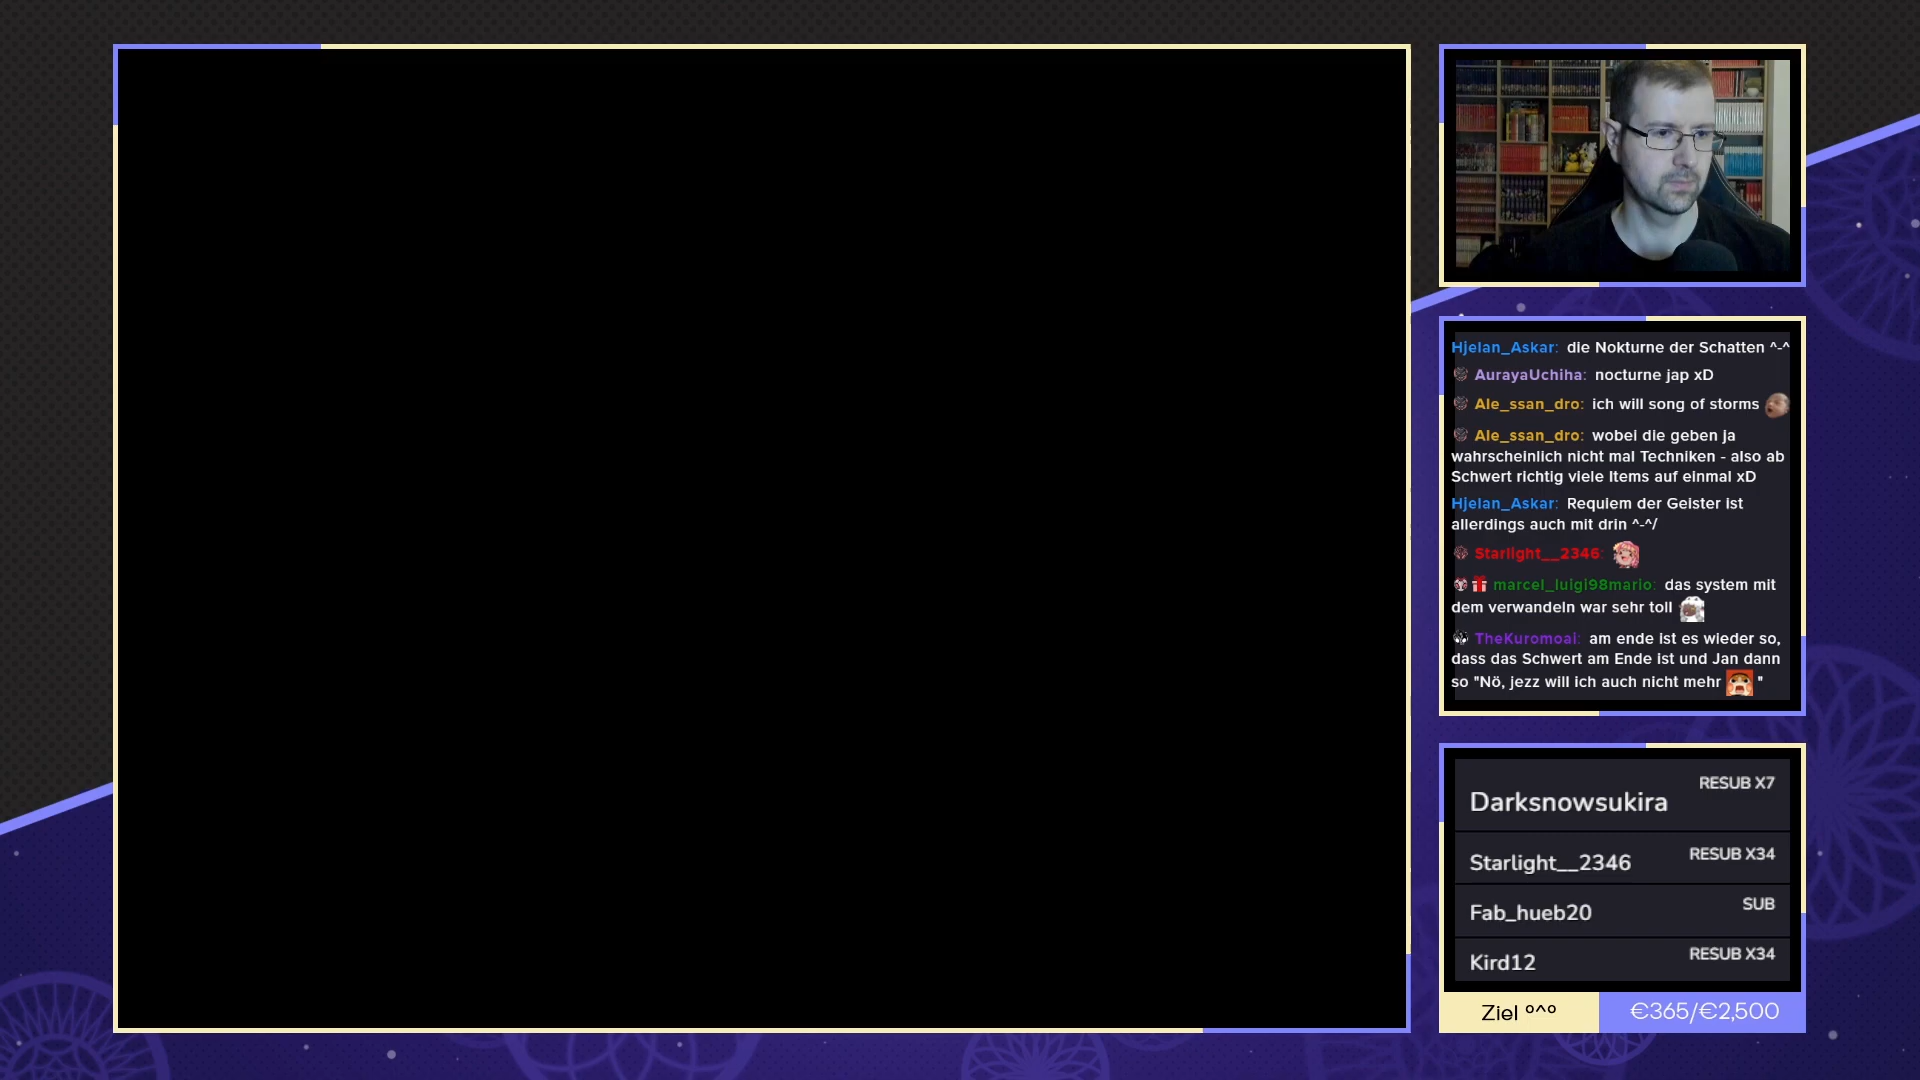 Hjelan_Askar: die Nokturne der Schatten ^-^
AurayaUchiha: nocturne jap xD
Ale_ssan_dro: ich will song of storms
Ale_ssan_dro: wobei die geben ja
wahrscheinlich nicht mal Techniken - also ab
Schwert richtig viele Items auf einmal xD
Hjelan_Askar: Requiem der Geister ist
allerdings auch mit drin ^-^/
Starlight__2346:
marcel_luigi98mario: das system mit
dem verwandeln war sehr toll
TheKuromoai: am ende ist es wieder so,
dass das Schwert am Ende ist und Jan dann
so "Nö, jezz will ich auch nicht mehr "
RESUB X7
Darksnowsukira
Starlight__2346 RESUB X34
Fab_hueb20 SUB
Kird12 RESUB X34
Ziel °^° €365/€2,500